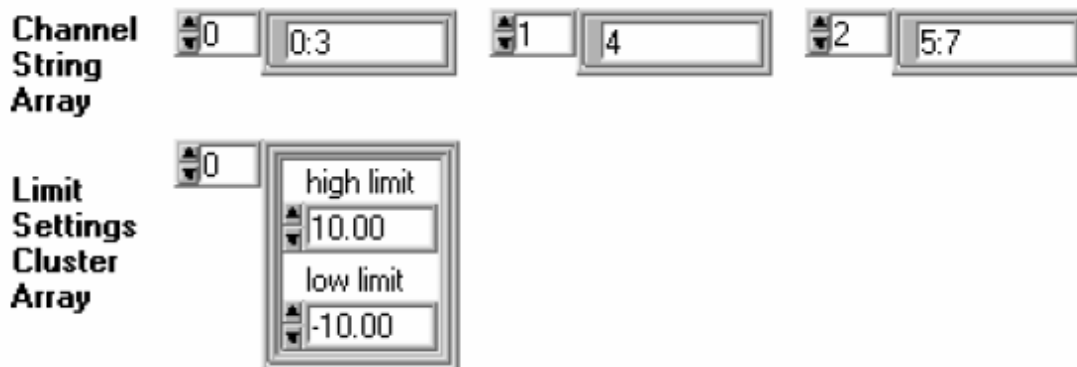 Channel String Array
0 0:3 1 4 2 5:7
Limit Settings Cluster Array
0
high limit
10.00
low limit
-10.00